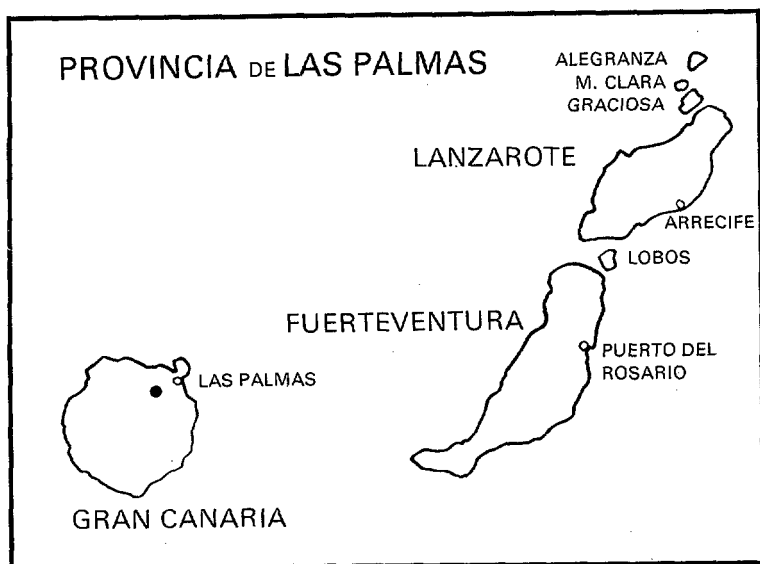 PROVINCIA DE LAS PALMAS
ALEGRANZA
M. CLARA
GRACIOSA
LANZAROTE
ARRECIFE
LOBOS
FUERTEVENTURA
PUERTO DEL
ROSARIO
LAS PALMAS
GRAN CANARIA